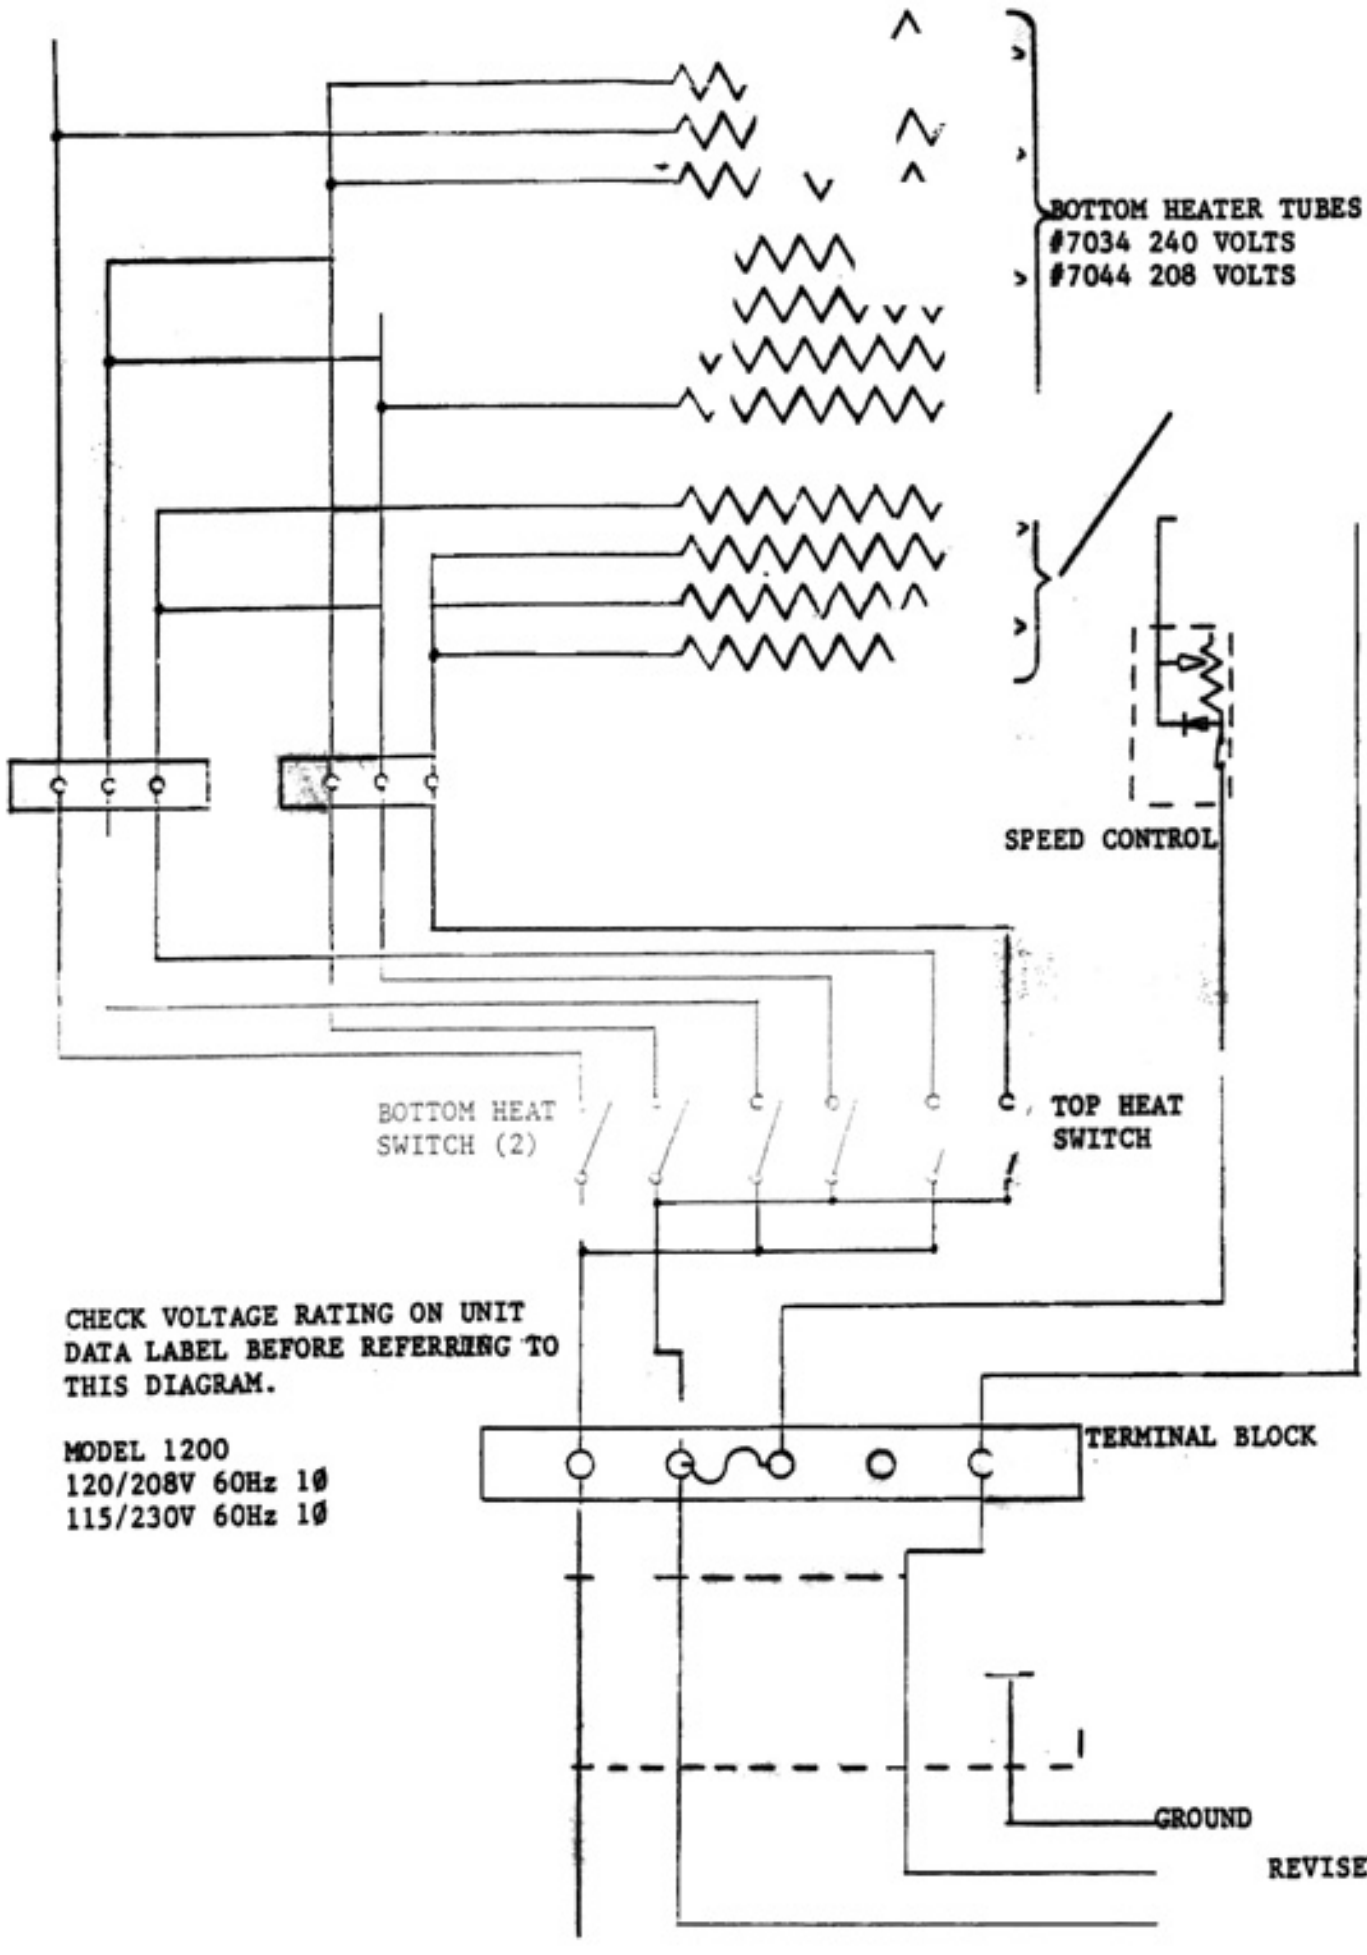 BOTTOM HEATER TUBES
#7034 240 VOLTS
#7044 208 VOLTS
SPEED CONTROL
BOTTOM HEAT
SWITCH (2)
TOP HEAT
SWITCH
CHECK VOLTAGE RATING ON UNIT
DATA LABEL BEFORE REFERRING TO
THIS DIAGRAM.
MODEL 1200
120/208V 60Hz 1Ø
115/230V 60Hz 1Ø
TERMINAL BLOCK
GROUND
REVISE